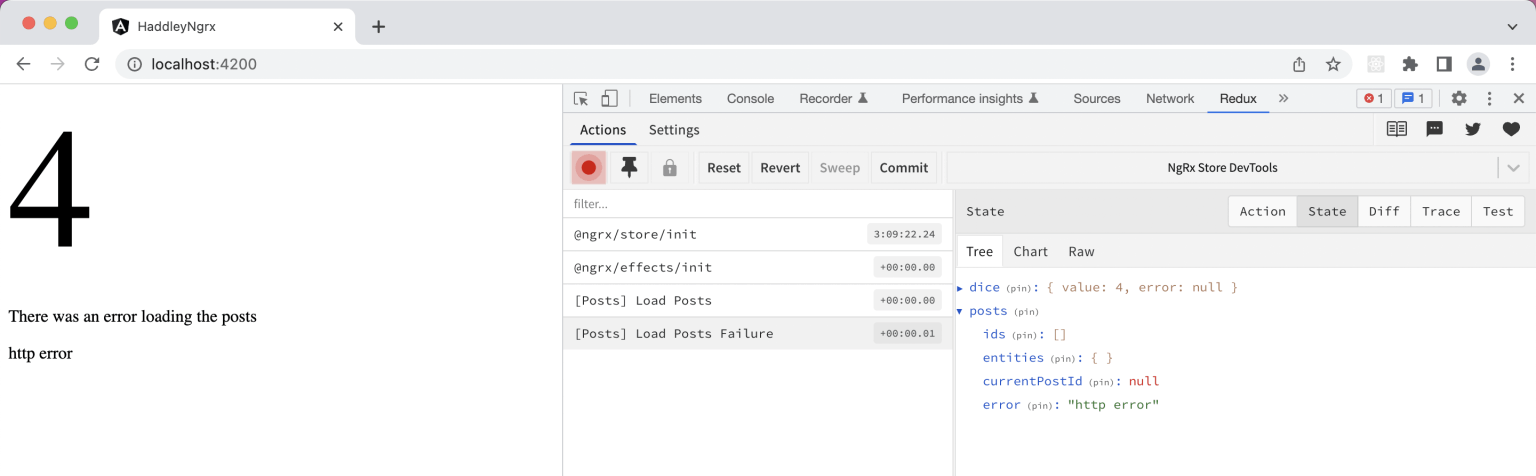 HaddleyNgrx
localhost:4200
4
There was an error loading the posts
http error
Elements Console Recorder Performance insights Sources Network Redux 1 1
Actions Settings
Reset Revert Sweep Commit NgRx Store DevTools
filter...
@ngrx/store/init 3:09:22.24
@ngrx/effects/init +00:00.00
[Posts] Load Posts +00:00.00
[Posts] Load Posts Failure +00:00.01
State Action State Diff Trace Test
Tree Chart Raw
dice (pin): { value: 4, error: null }
posts (pin)
ids (pin): []
entities (pin): { }
currentPostId (pin): null
error (pin): "http error"